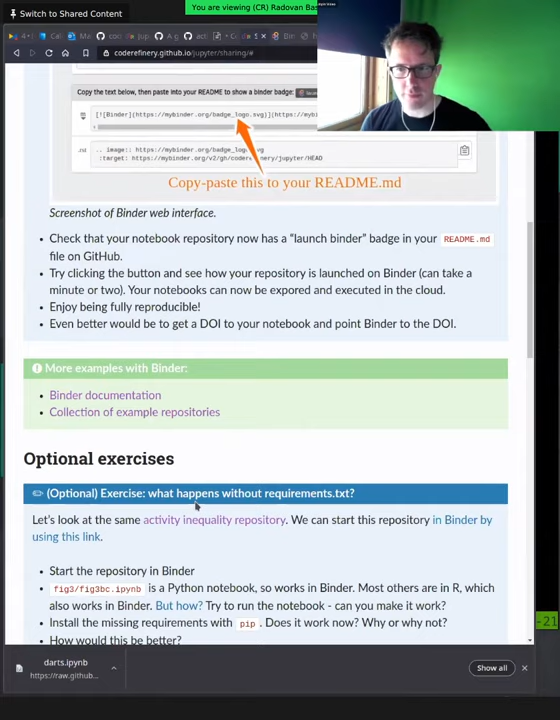 Switch to Shared Content
You are viewing (CR) Radovan Bas
coderefinery.github.io/jupyter/sharing/#
Copy the text below, then paste into your README to show a binder badge:
[![Binder](https://mybinder.org/badge_logo.svg)](https://mybinder.
.rst
.. image:: https://mybinder.org/badge_logo.svg
:target: https://mybinder.org/v2/gh/coderefinery/jupyter/HEAD
Copy-paste this to your README.md
Screenshot of Binder web interface.
• Check that your notebook repository now has a “launch binder” badge in your README.md
file on GitHub.
• Try clicking the button and see how your repository is launched on Binder (can take a
minute or two). Your notebooks can now be expored and executed in the cloud.
• Enjoy being fully reproducible!
• Even better would be to get a DOI to your notebook and point Binder to the DOI.
More examples with Binder:
• Binder documentation
• Collection of example repositories
Optional exercises
(Optional) Exercise: what happens without requirements.txt?
Let’s look at the same activity inequality repository. We can start this repository in Binder by
using this link.
• Start the repository in Binder
• fig3/fig3bc.ipynb is a Python notebook, so works in Binder. Most others are in R, which
also works in Binder. But how? Try to run the notebook - can you make it work?
• Install the missing requirements with pip. Does it work now? Why or why not?
• How would this be better?
-21
darts.ipynb
https://raw.github...
Show all